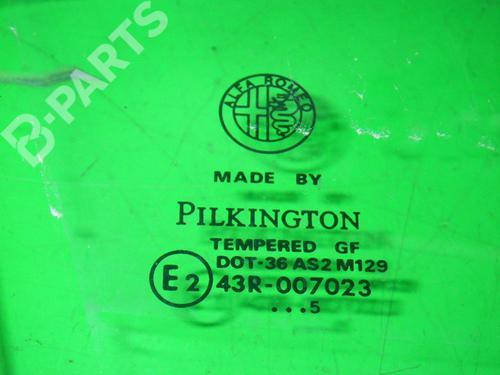 B-PARTS
ALFA ROMEO
MADE BY
PILKINGTON
TEMPERED GF
DOT-36 AS2 M129
E2 43R-007023
...5